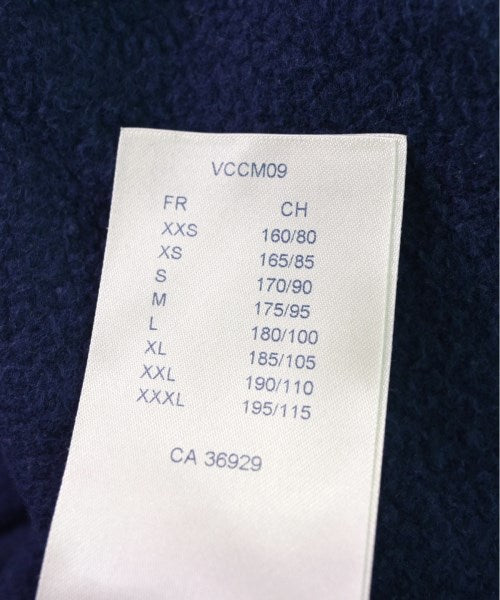 VCCM09
FR CH
XXS 160/80
XS 165/85
S 170/90
M 175/95
L 180/100
XL 185/105
XXL 190/110
XXXL 195/115
CA 36929